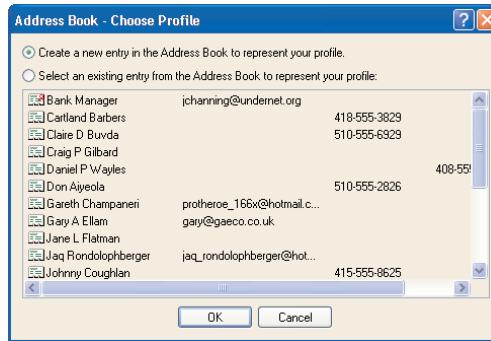 Address Book - Choose Profile
Create a new entry in the Address Book to represent your profile.
Select an existing entry from the Address Book to represent your profile:
Bank Manager jchanning@undernet.org
Cartland Barbers 418-555-3829
Claire D Buvda 510-555-6929
Craig P Gilbard
Daniel P Wayles 408-55
Don Aiyeola 510-555-2826
Gareth Champaneri protheroe_166x@hotmail.c...
Gary A Ellam gary@gaeco.co.uk
Jane L Flatman
Jaq Rondolophberger jaq_rondolophberger@hot...
Johnny Coughlan 415-555-8625
OK Cancel